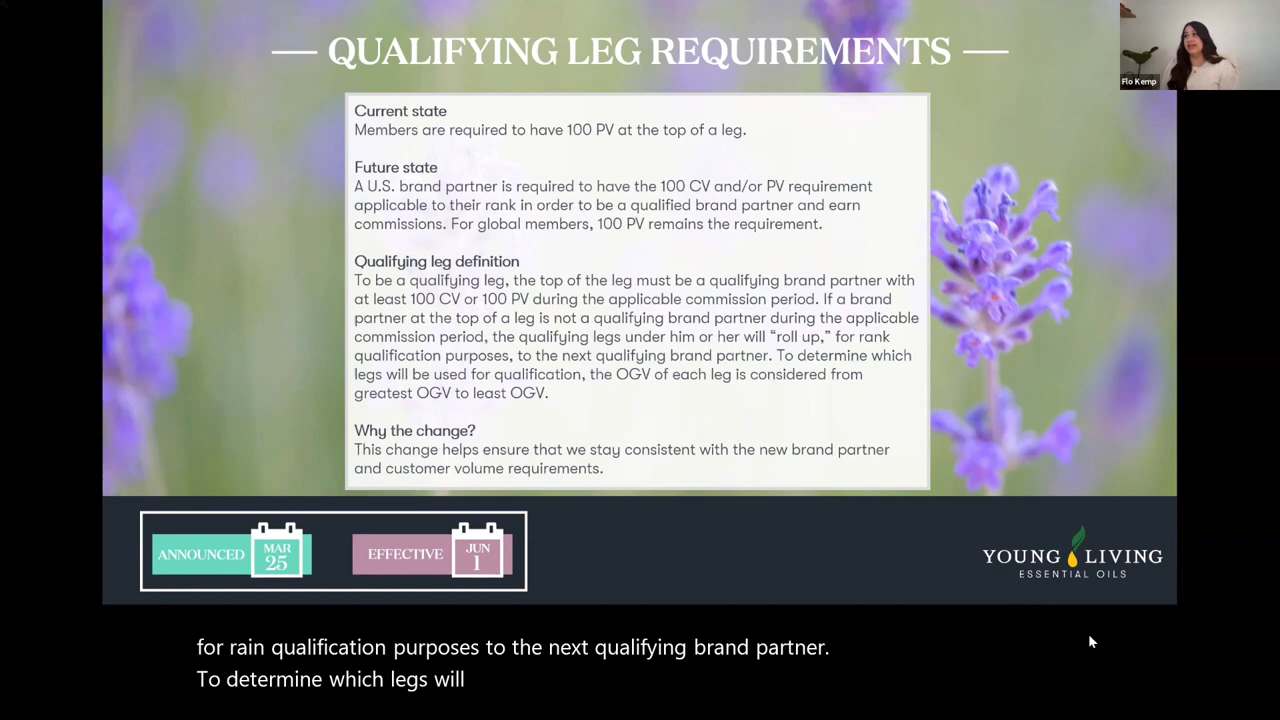 QUALIFYING LEG REQUIREMENTS
Flo Kemp
Current state
Members are required to have 100 PV at the top of a leg.
Future state
A U.S. brand partner is required to have the 100 CV and/or PV requirement
applicable to their rank in order to be a qualified brand partner and earn
commissions. For global members, 100 PV remains the requirement.
Qualifying leg definition
To be a qualifying leg, the top of the leg must be a qualifying brand partner with
at least 100 CV or 100 PV during the applicable commission period. If a brand
partner at the top of a leg is not a qualifying brand partner during the applicable
commission period, the qualifying legs under him or her will “roll up,” for rank
qualification purposes, to the next qualifying brand partner. To determine which
legs will be used for qualification, the OGV of each leg is considered from
greatest OGV to least OGV.
Why the change?
This change helps ensure that we stay consistent with the new brand partner
and customer volume requirements.
ANNOUNCED MAR 25
EFFECTIVE JUN 1
YOUNG LIVING
ESSENTIAL OILS
for rain qualification purposes to the next qualifying brand partner.
To determine which legs will